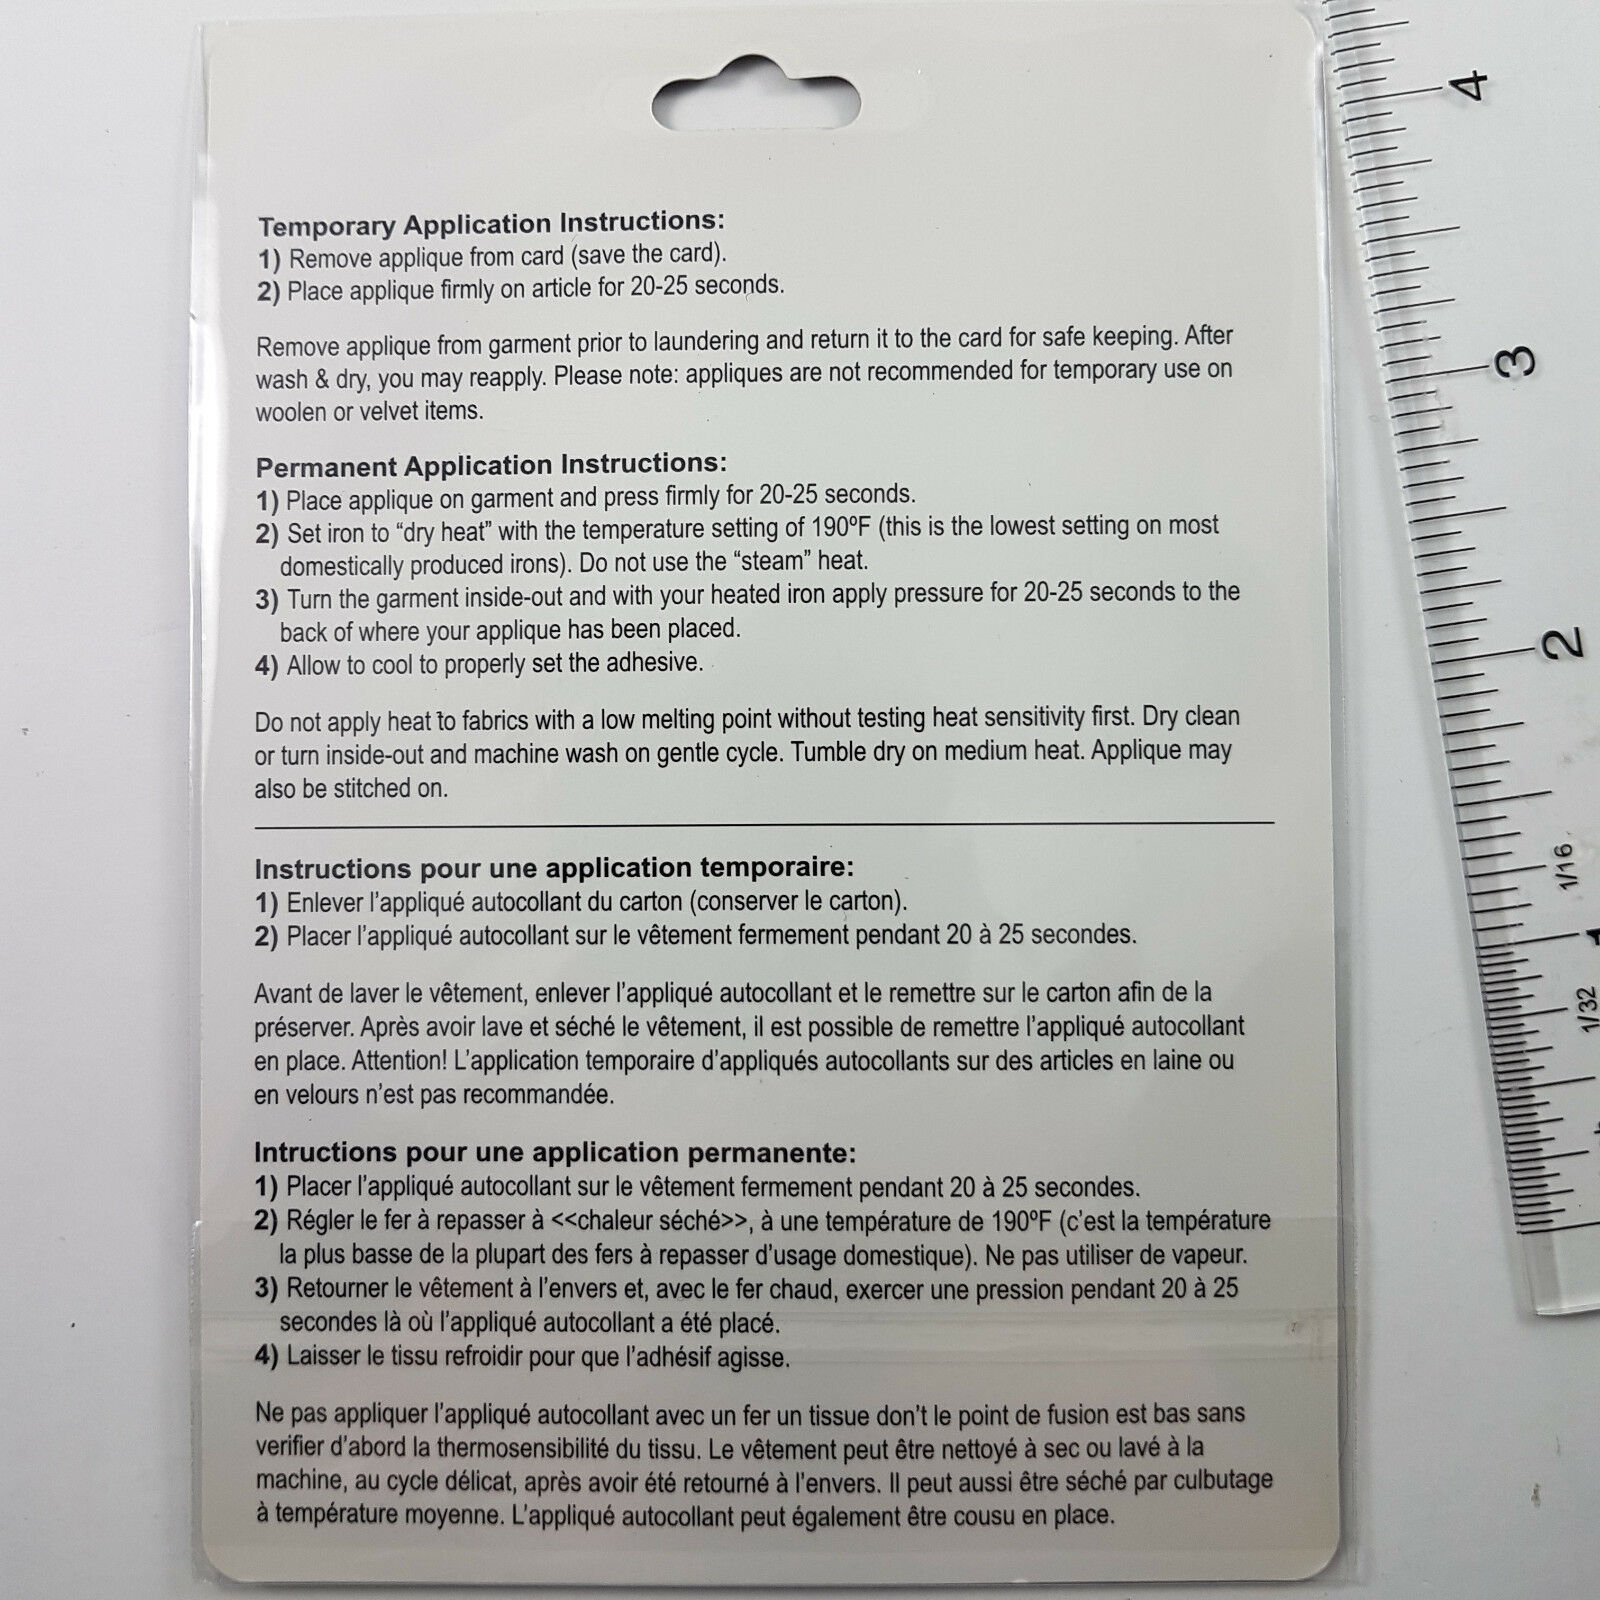 Temporary Application Instructions:
1) Remove applique from card (save the card).
2) Place applique firmly on article for 20-25 seconds.
Remove applique from garment prior to laundering and return it to the card for safe keeping. After
wash & dry, you may reapply. Please note: appliques are not recommended for temporary use on
woolen or velvet items.
Permanent Application Instructions:
1) Place applique on garment and press firmly for 20-25 seconds.
2) Set iron to “dry heat” with the temperature setting of 190ºF (this is the lowest setting on most
domestically produced irons). Do not use the “steam” heat.
3) Turn the garment inside-out and with your heated iron apply pressure for 20-25 seconds to the
back of where your applique has been placed.
4) Allow to cool to properly set the adhesive.
Do not apply heat to fabrics with a low melting point without testing heat sensitivity first. Dry clean
or turn inside-out and machine wash on gentle cycle. Tumble dry on medium heat. Applique may
also be stitched on.
Instructions pour une application temporaire:
1) Enlever l’appliqué autocollant du carton (conserver le carton).
2) Placer l’appliqué autocollant sur le vêtement fermement pendant 20 à 25 secondes.
Avant de laver le vêtement, enlever l’appliqué autocollant et le remettre sur le carton afin de la
préserver. Après avoir lave et séché le vêtement, il est possible de remettre l’appliqué autocollant
en place. Attention! L’application temporaire d’appliqués autocollants sur des articles en laine ou
en velours n’est pas recommandée.
Intructions pour une application permanente:
1) Placer l’appliqué autocollant sur le vêtement fermement pendant 20 à 25 secondes.
2) Régler le fer à repasser à <<chaleur séché>>, à une température de 190ºF (c’est la température
la plus basse de la plupart des fers à repasser d’usage domestique). Ne pas utiliser de vapeur.
3) Retourner le vêtement à l’envers et, avec le fer chaud, exercer une pression pendant 20 à 25
secondes là où l’appliqué autocollant a été placé.
4) Laisser le tissu refroidir pour que l’adhésif agisse.
Ne pas appliquer l’appliqué autocollant avec un fer un tissue don’t le point de fusion est bas sans
verifier d’abord la thermosensibilité du tissu. Le vêtement peut être nettoyé à sec ou lavé à la
machine, au cycle délicat, après avoir été retourné à l’envers. Il peut aussi être séché par culbutage
à température moyenne. L’appliqué autocollant peut également être cousu en place.
4
3
2
1/16
1
1/32